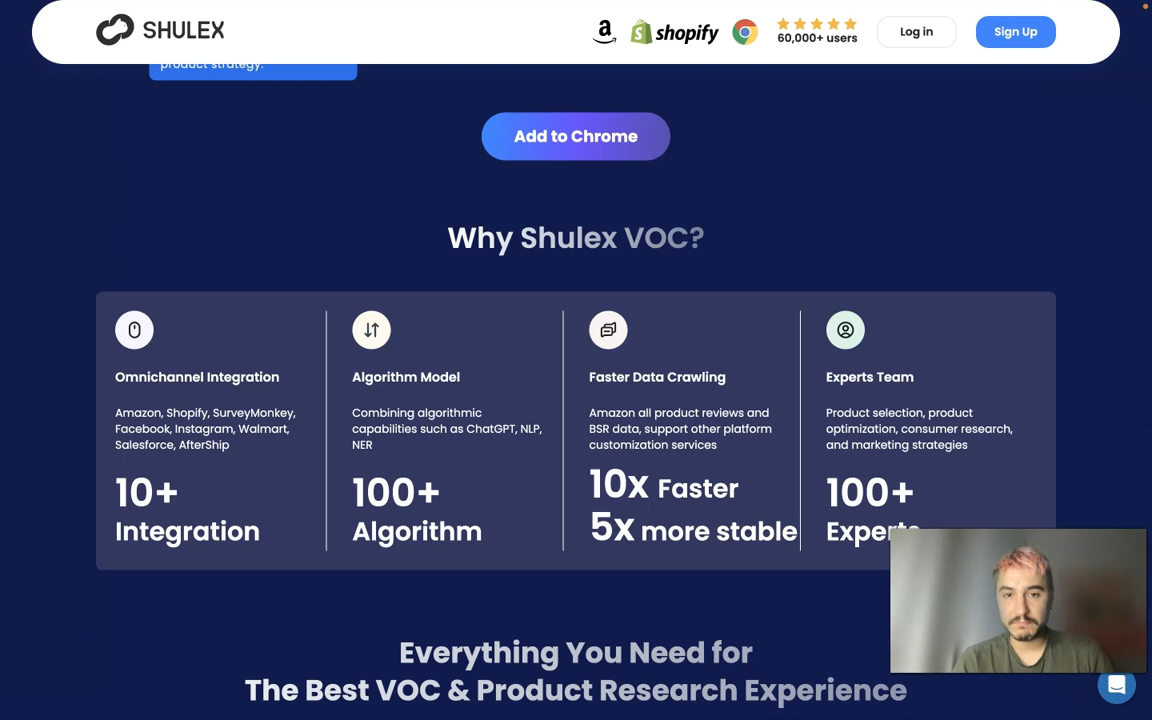 SHULEX
a
shopify
60,000+ users
Log in
Sign Up
product strategy.
Add to Chrome
Why Shulex VOC?
Omnichannel Integration
Amazon, Shopify, SurveyMonkey,
Facebook, Instagram, Walmart,
Salesforce, AfterShip
10+
Integration
Algorithm Model
Combining algorithmic
capabilities such as ChatGPT, NLP,
NER
100+
Algorithm
Faster Data Crawling
Amazon all product reviews and
BSR data, support other platform
customization services
10x Faster
5x more stable
Experts Team
Product selection, product
optimization, consumer research,
and marketing strategies
100+
Experts
Everything You Need for
The Best VOC & Product Research Experience